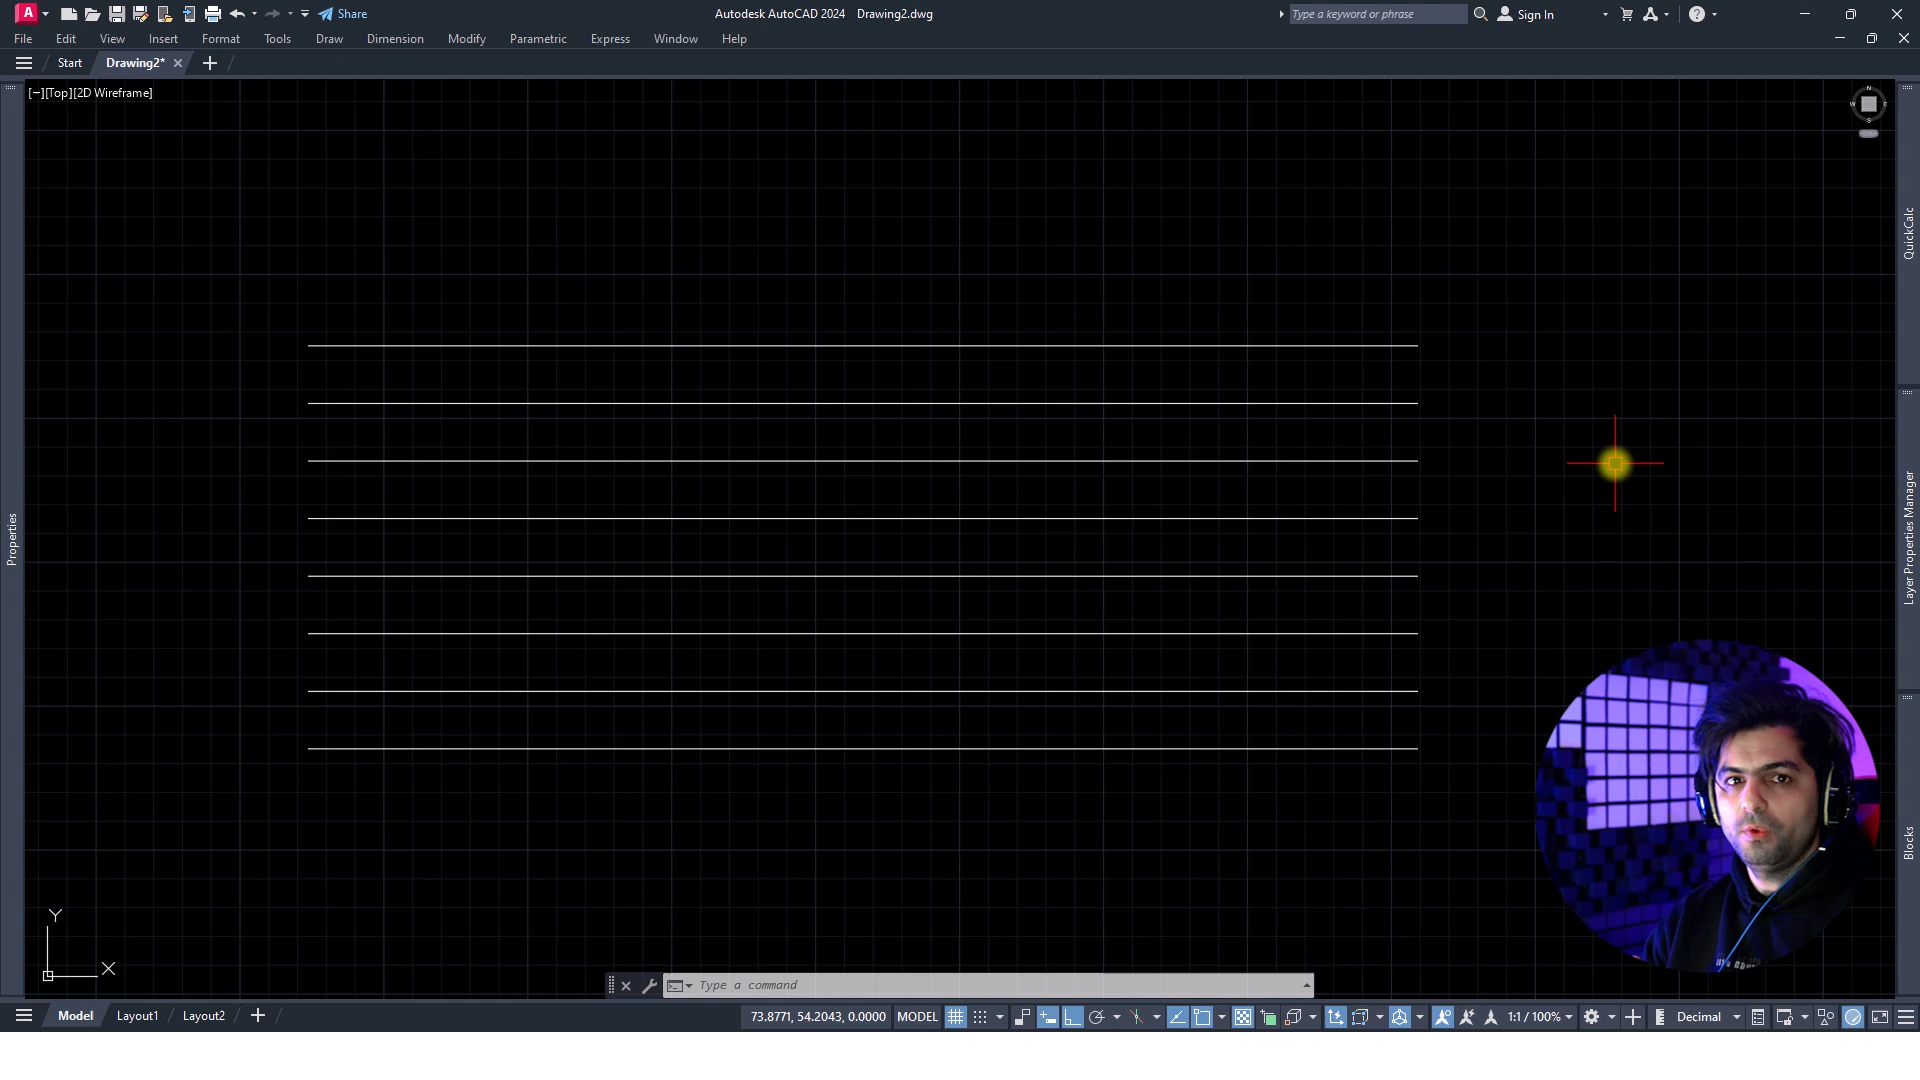 A Share Autodesk AutoCAD 2024 Drawing2.dwg Type a keyword or phrase Sign In
File Edit View Insert Format Tools Draw Dimension Modify Parametric Express Window Help
Start Drawing2*
[−][Top][2D Wireframe]
N
W
S
QuickCalc
Layer Properties Manager
Properties
Blocks
Y
X
Type a command
Model Layout1 Layout2 73.8771, 54.2043, 0.0000 MODEL 1:1 / 100% Decimal